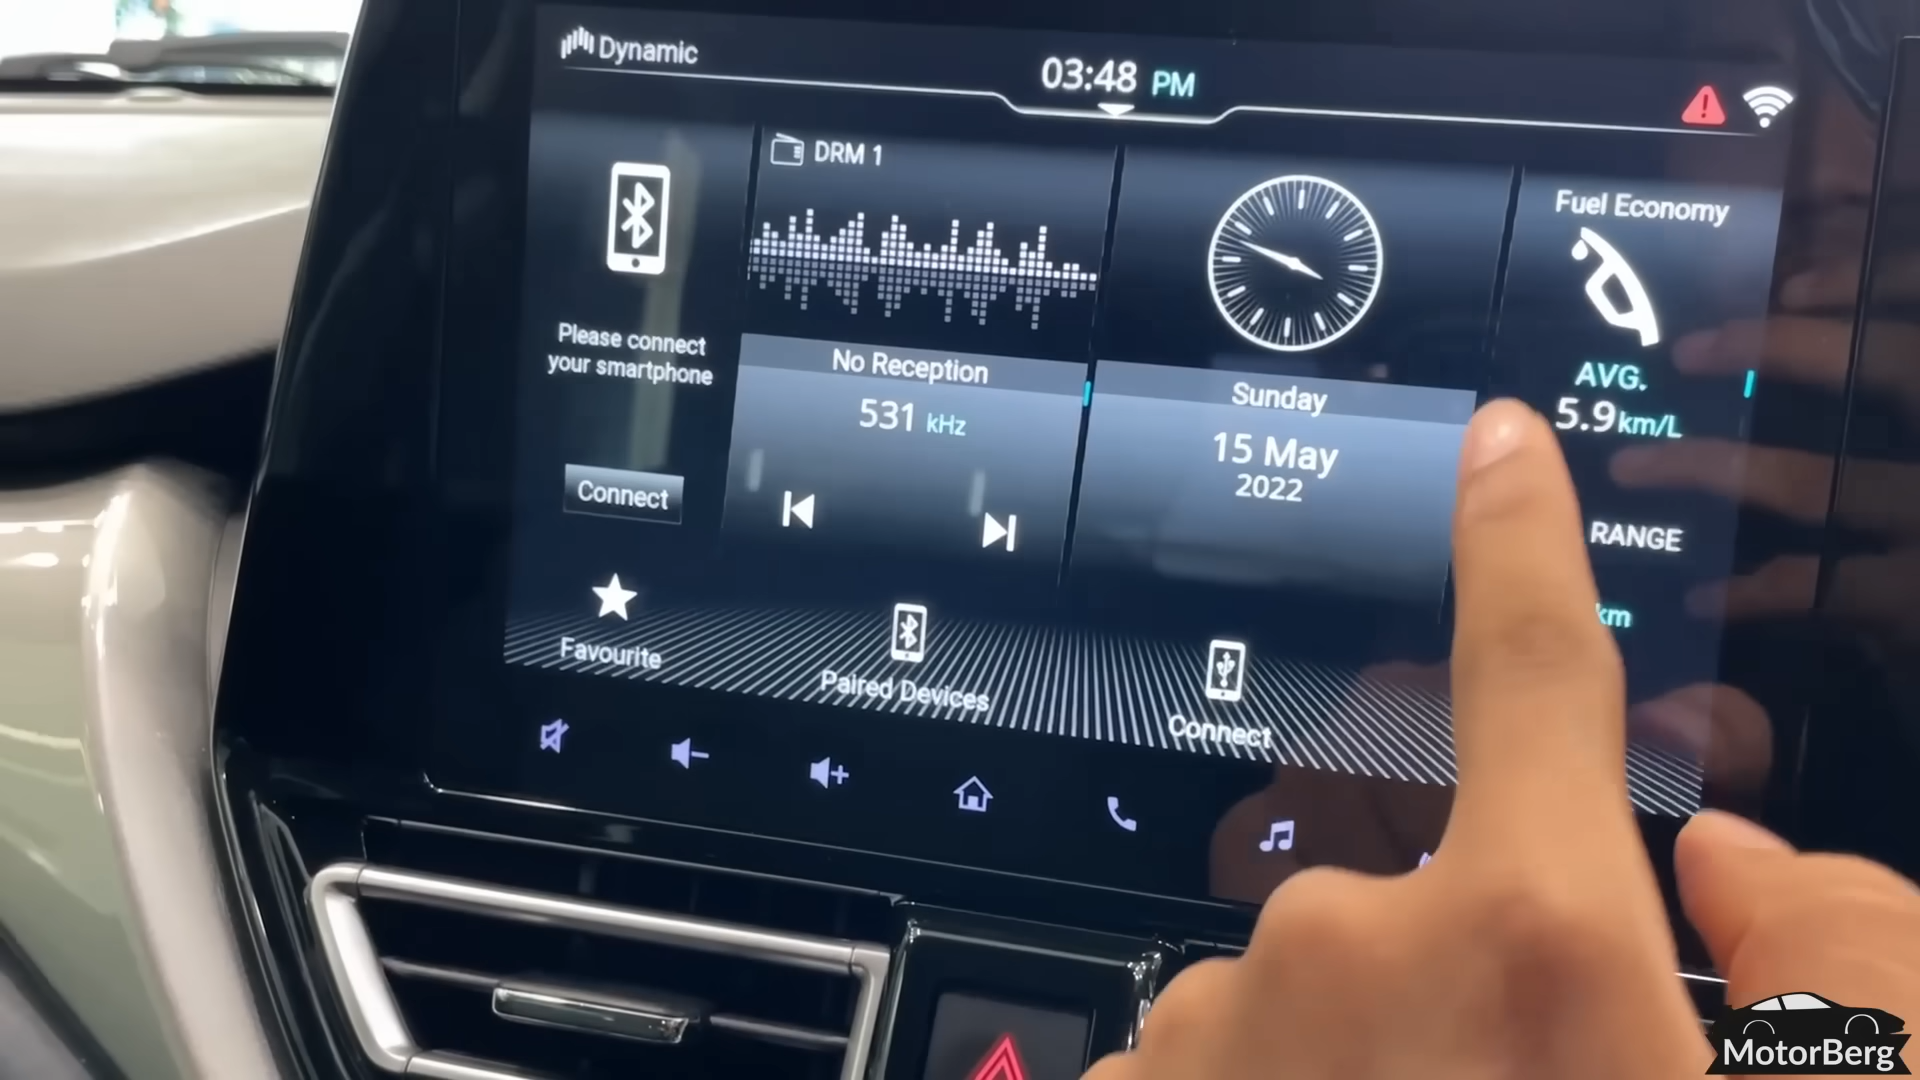 Dynamic
03:48 PM
Please connect
your smartphone
Connect
DRM 1
No Reception
531 kHz
Sunday
15 May
2022
Fuel Economy
AVG.
5.9 km/L
RANGE
km
Favourite
Paired Devices
Connect
MotorBerg